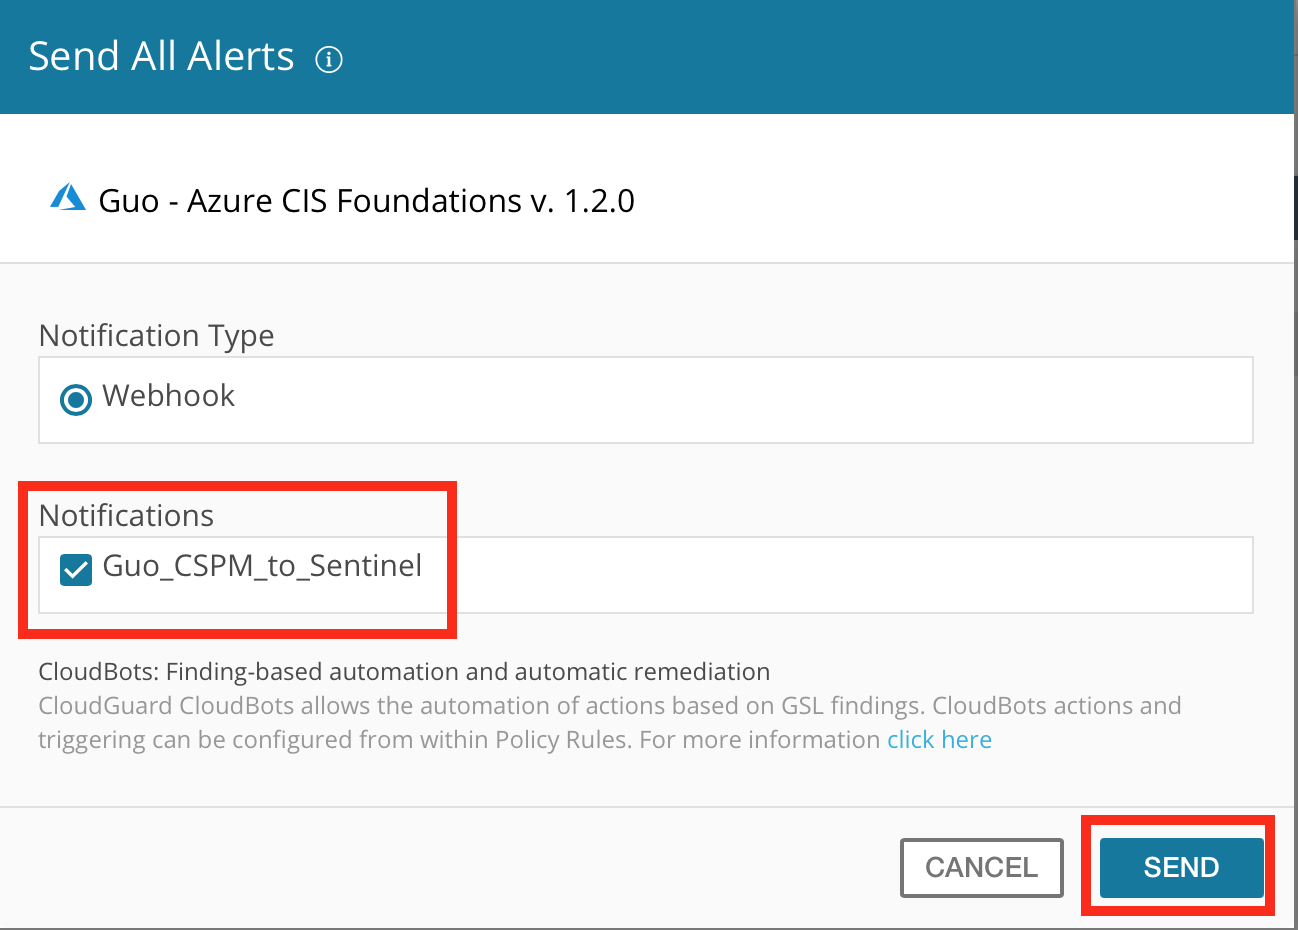 Send All Alerts
Guo - Azure CIS Foundations v. 1.2.0
Notification Type
Webhook
Notifications
Guo_CSPM_to_Sentinel
CloudBots: Finding-based automation and automatic remediation
CloudGuard CloudBots allows the automation of actions based on GSL findings. CloudBots actions and
triggering can be configured from within Policy Rules. For more information click here
CANCEL
SEND